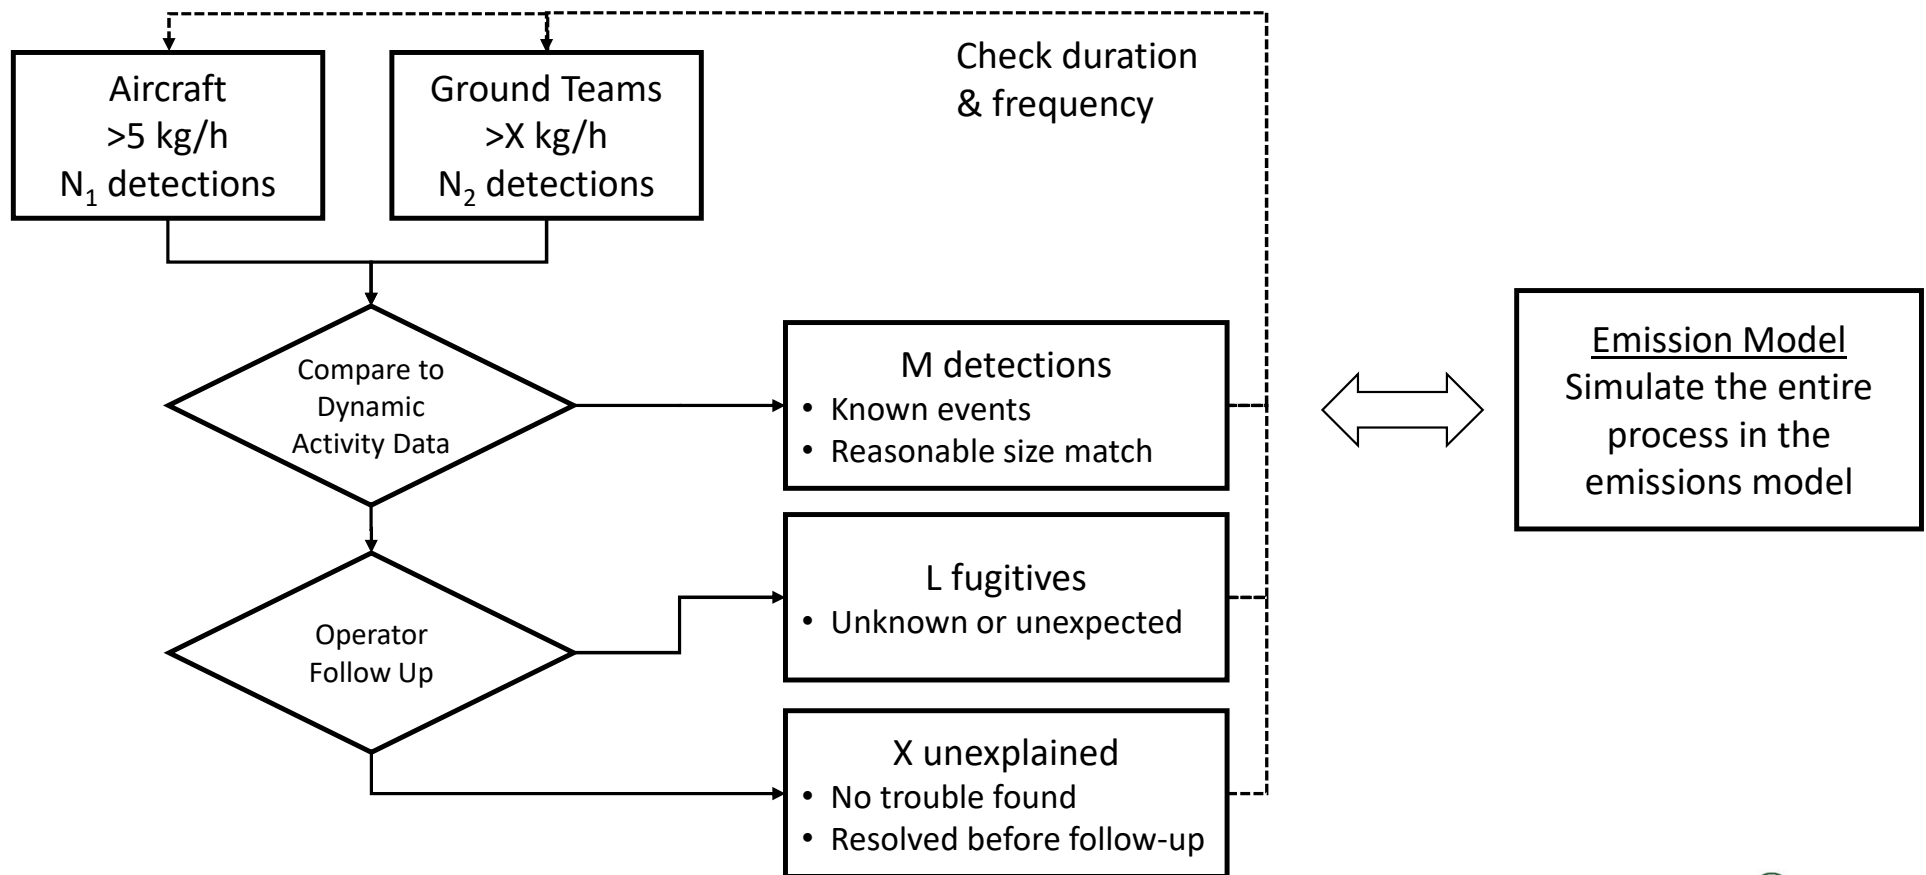 Aircraft
>5 kg/h
N₁ detections
Ground Teams
>X kg/h
N₂ detections
Check duration
& frequency
Compare to
Dynamic
Activity Data
M detections
• Known events
• Reasonable size match
Emission Model
Simulate the entire
process in the
emissions model
L fugitives
• Unknown or unexpected
Operator
Follow Up
X unexplained
• No trouble found
• Resolved before follow-up